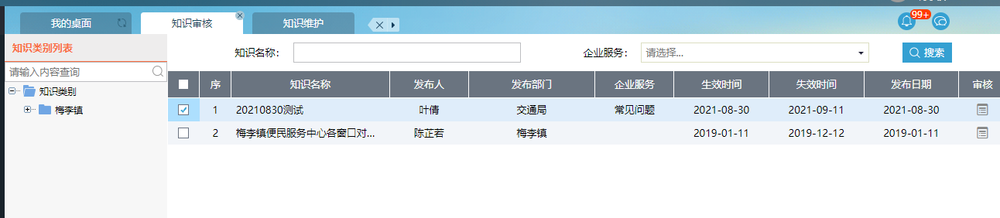 我的桌面 知识审核 知识维护 99+
知识类别列表
知识名称： 企业服务： 请选择... 搜索
请输入内容查询
序 知识名称 发布人 发布部门 企业服务 生效时间 失效时间 发布日期 审核
知识类别
梅李镇
1 20210830测试 叶倩 交通局 常见问题 2021-08-30 2021-09-11 2021-08-30
2 梅李镇便民服务中心各窗口对... 陈芷若 梅李镇 2019-01-11 2019-12-12 2019-01-11